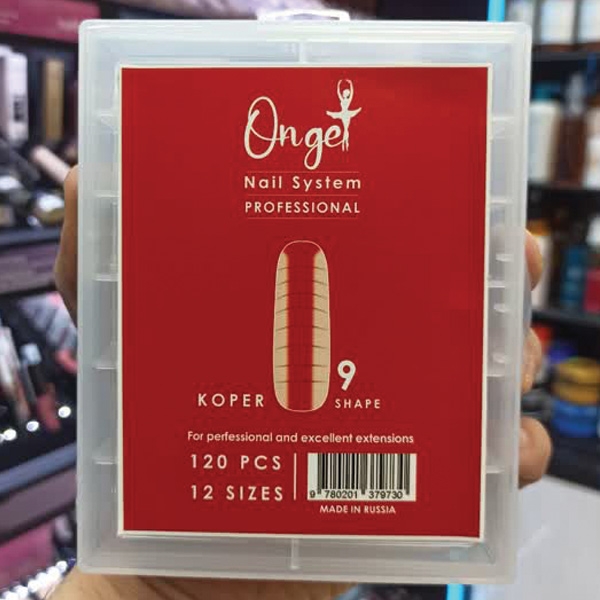 Onget
Nail System
PROFESSIONAL
KOPER
9
SHAPE
For perfessional and excellent extensions
120 PCS
12 SIZES
9 780201 379730
MADE IN RUSSIA